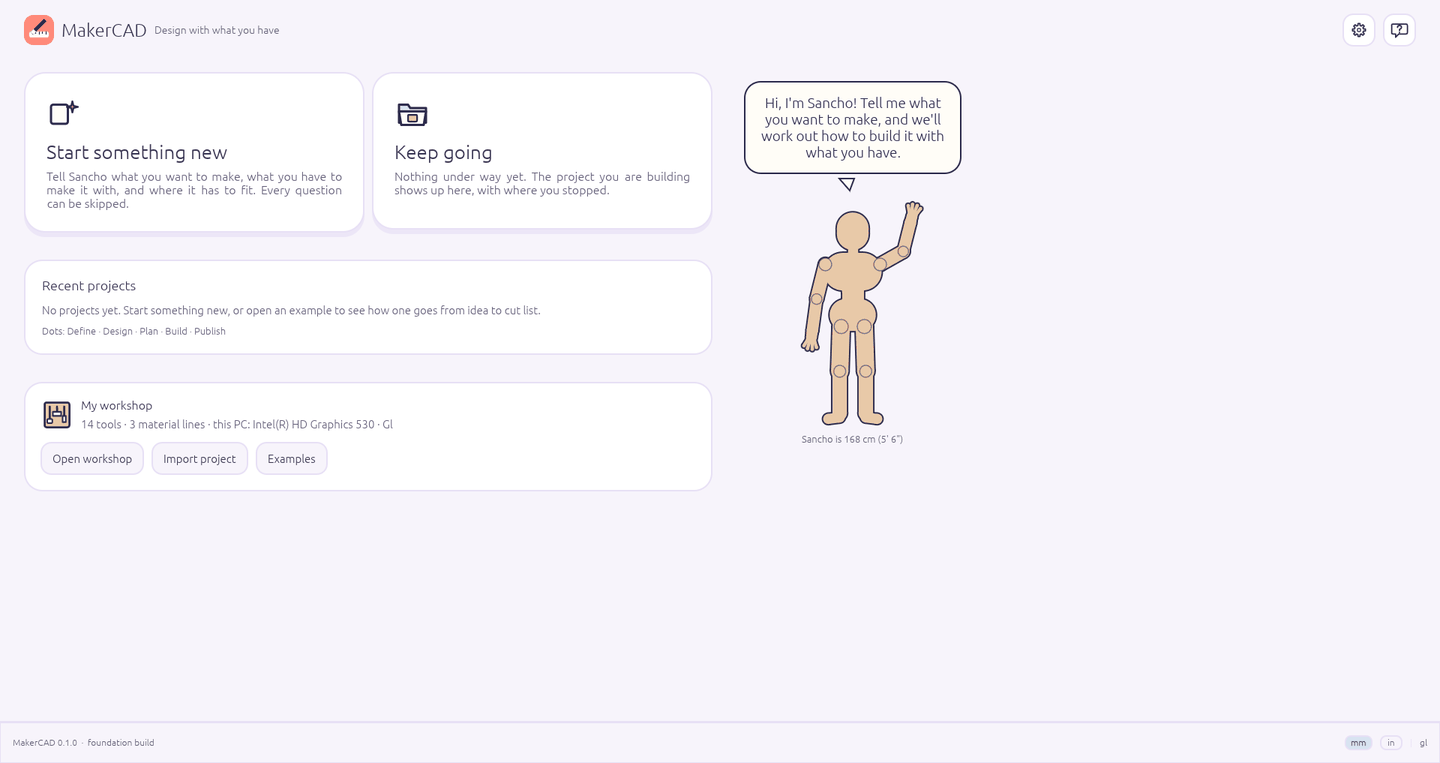 MakerCAD Design with what you have
Start something new
Tell Sancho what you want to make, what you have to
make it with, and where it has to fit. Every question
can be skipped.
Keep going
Nothing under way yet. The project you are building
shows up here, with where you stopped.
Hi, I'm Sancho! Tell me what
you want to make, and we'll
work out how to build it with
what you have.
Recent projects
No projects yet. Start something new, or open an example to see how one goes from idea to cut list.
Dots: Define · Design · Plan · Build · Publish
My workshop
14 tools · 3 material lines · this PC: Intel(R) HD Graphics 530 · Gl
Open workshop Import project Examples
Sancho is 168 cm (5' 6")
MakerCAD 0.1.0 · foundation build
mm in gl